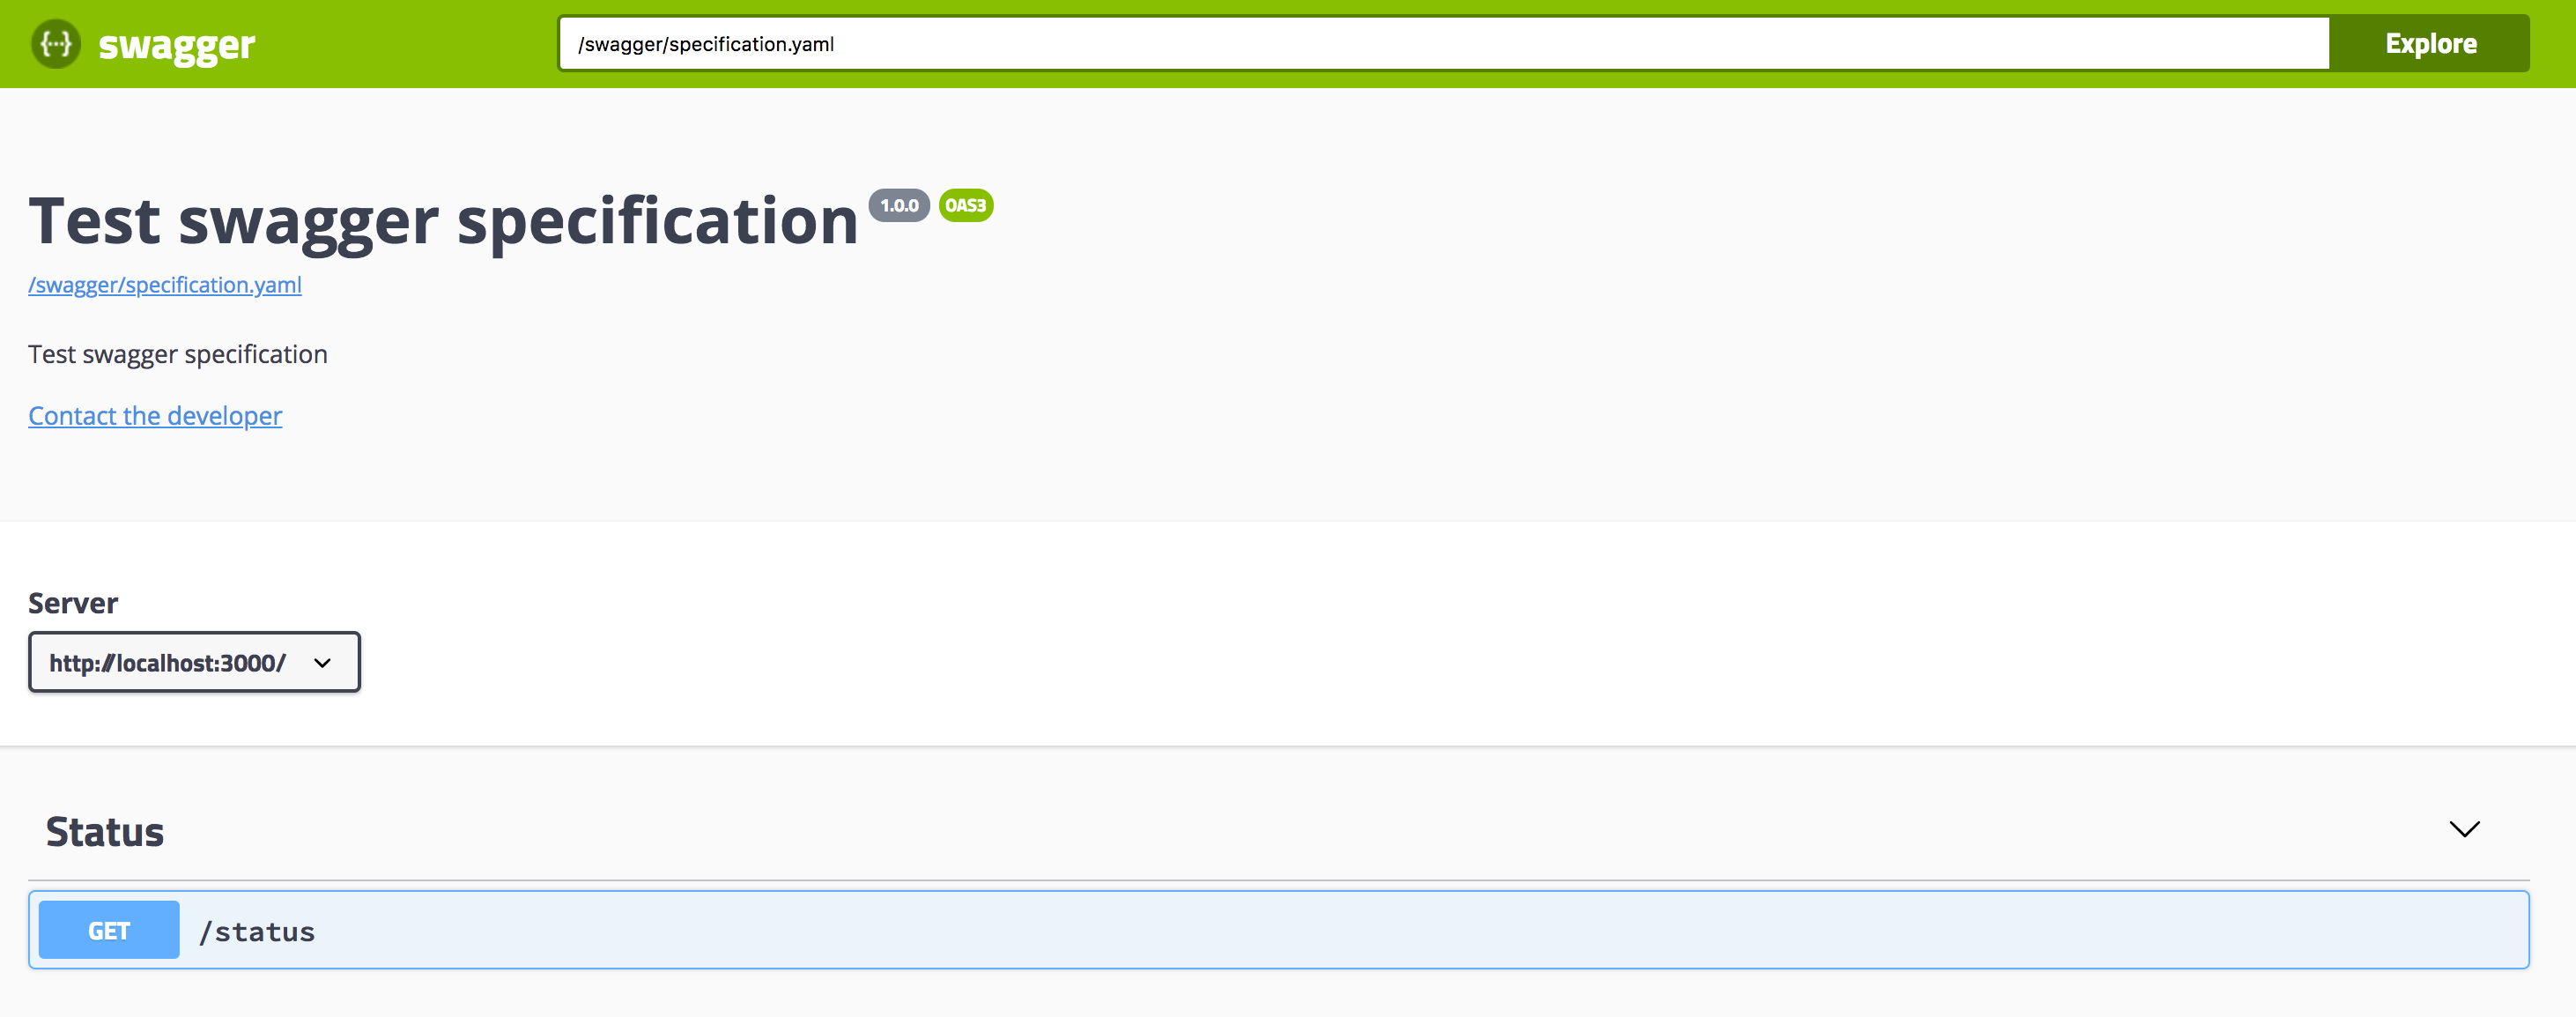 {···} swagger
/swagger/specification.yaml
Explore
Test swagger specification 1.0.0 OAS3
/swagger/specification.yaml
Test swagger specification
Contact the developer
Server
http://localhost:3000/
Status
GET /status